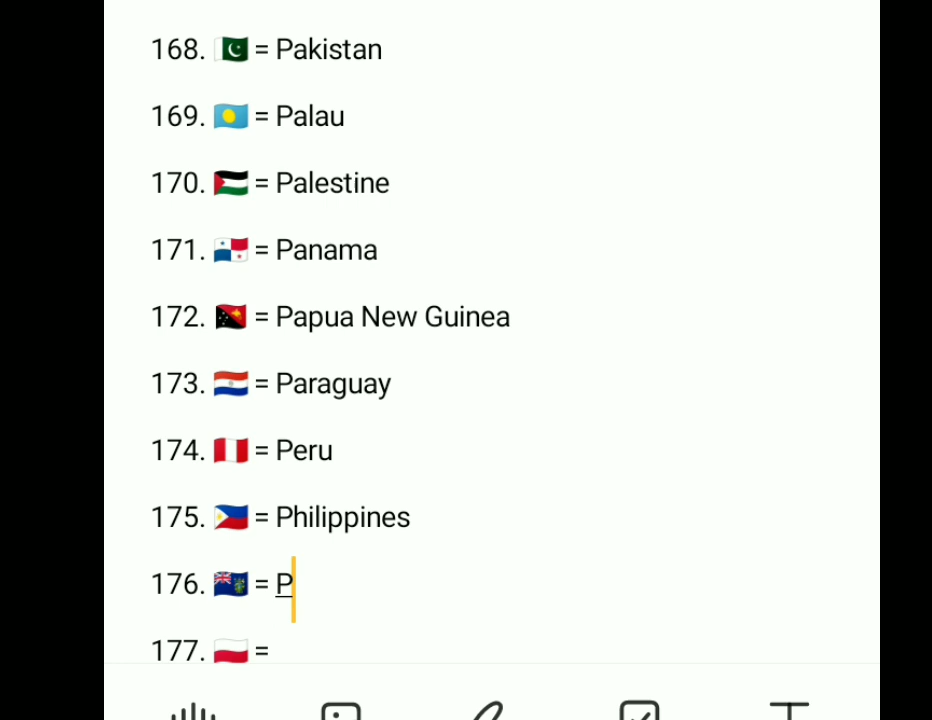 168. 🇵🇰 = Pakistan
169. 🇵🇼 = Palau
170. 🇵🇸 = Palestine
171. 🇵🇦 = Panama
172. 🇵🇬 = Papua New Guinea
173. 🇵🇾 = Paraguay
174. 🇵🇪 = Peru
175. 🇵🇭 = Philippines
176. 🇵🇳 = P
177. 🇵🇱 =